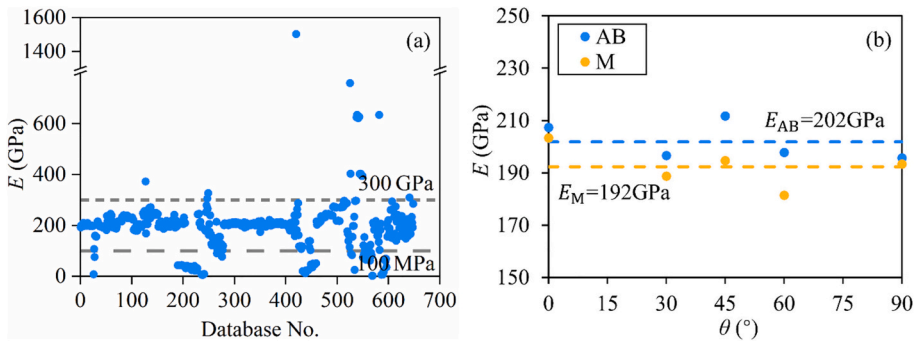 1600
(a)
1400
600
400
300 GPa
200
100 MPa
0
E (GPa)
0 100 200 300 400 500 600 700
Database No.
250
AB
M
(b)
230
210
E_AB=202GPa
190
E_M=192GPa
170
150
E (GPa)
0 15 30 45 60 75 90
θ (°)